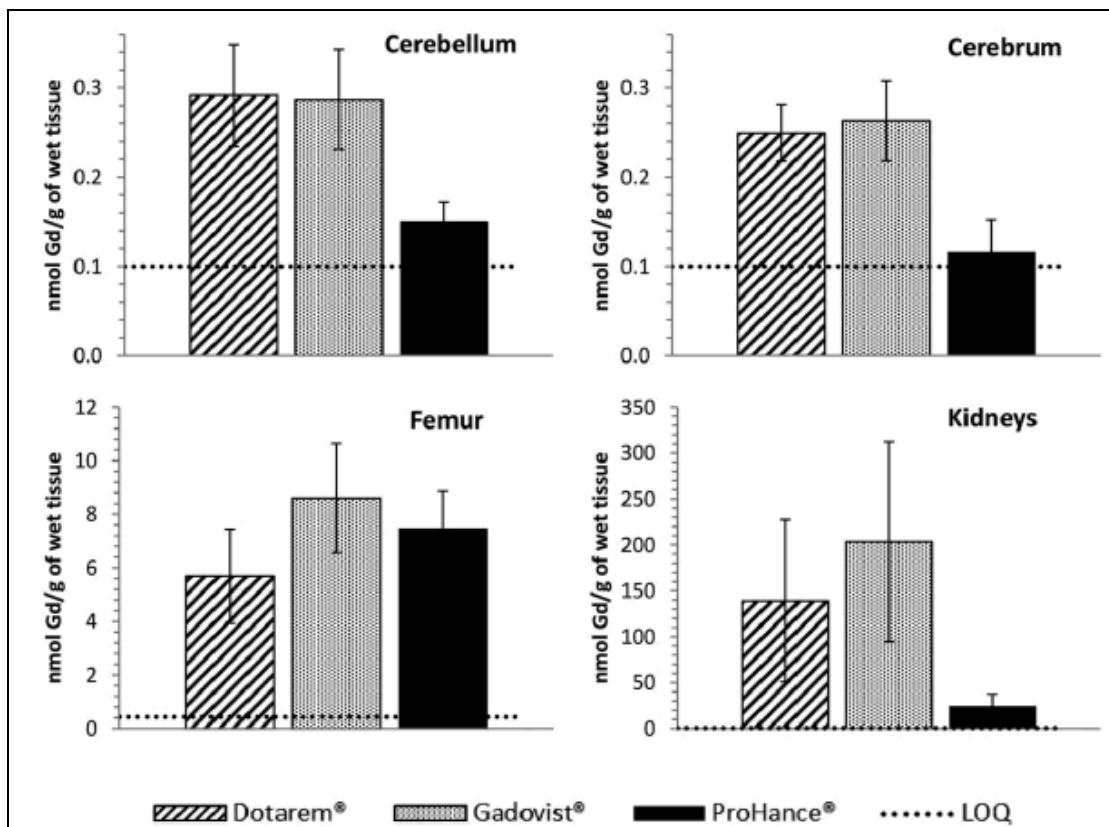 Cerebellum
nmol Gd/g of wet tissue
0.3
0.2
0.1
0.0
Cerebrum
nmol Gd/g of wet tissue
0.3
0.2
0.1
0.0
Femur
nmol Gd/g of wet tissue
12
10
8
6
4
2
0
Kidneys
nmol Gd/g of wet tissue
350
300
250
200
150
100
50
0
Dotarem® Gadovist® ProHance® LOQ